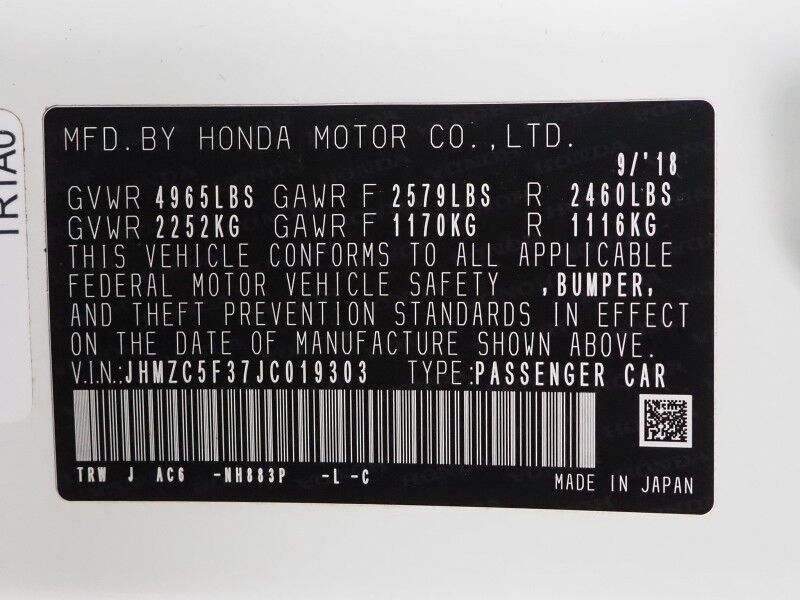 MFD.BY HONDA MOTOR CO.,LTD.
9/'18
GVWR 4965LBS GAWR F 2579LBS R 2460LBS
GVWR 2252KG GAWR F 1170KG R 1116KG
THIS VEHICLE CONFORMS TO ALL APPLICABLE
FEDERAL MOTOR VEHICLE SAFETY ,BUMPER,
AND THEFT PREVENTION STANDARDS IN EFFECT
ON THE DATE OF MANUFACTURE SHOWN ABOVE.
V.I.N:JHMZC5F37JC019303 TYPE:PASSENGER CAR
TRW J AC6 -NH883P -L -C
MADE IN JAPAN